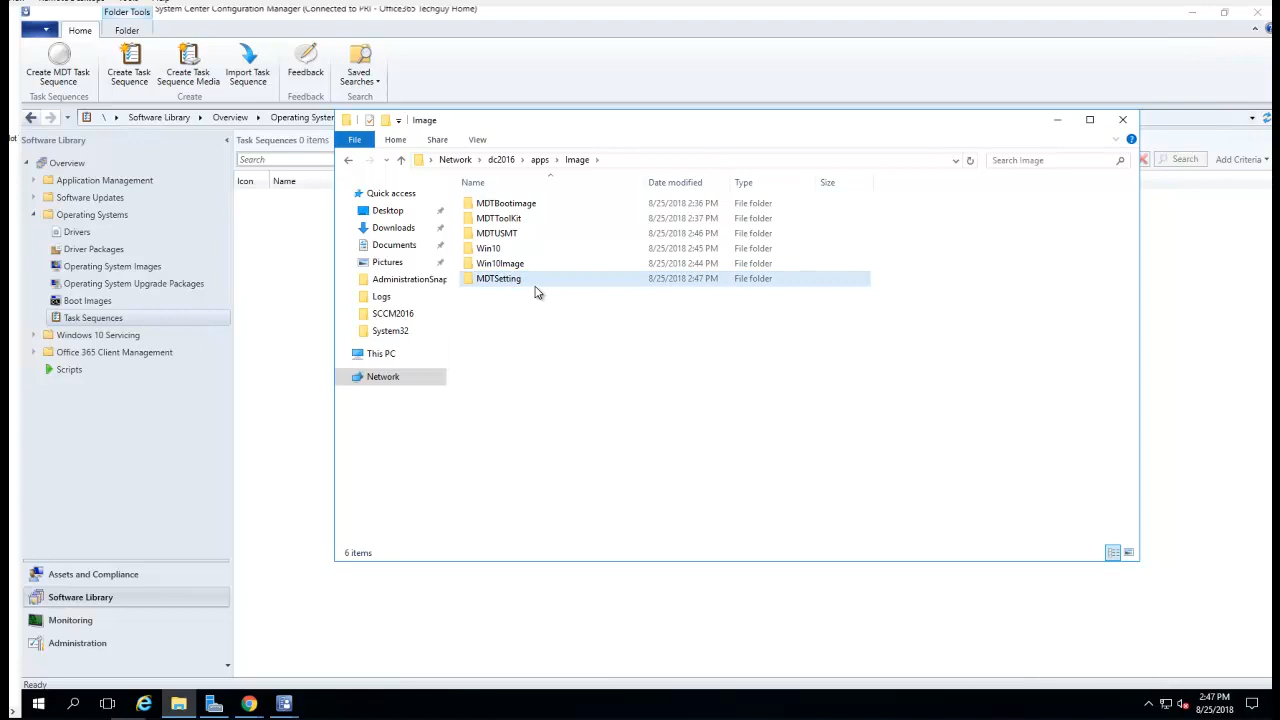 Folder Tools
System Center Configuration Manager (Connected to PRI - Office365 Techguy Home)
Home
Folder
Create MDT Task
Sequence
Create Task
Sequence
Create Task
Sequence Media
Import Task
Sequence
Feedback
Saved
Searches
Task Sequences
Create
Feedback
Search
\ Software Library Overview Operating Syster
Software Library
Overview
Application Management
Software Updates
Operating Systems
Drivers
Driver Packages
Operating System Images
Operating System Upgrade Packages
Boot Images
Task Sequences
Windows 10 Servicing
Office 365 Client Management
Scripts
Assets and Compliance
Software Library
Monitoring
Administration
Ready
Task Sequences 0 items
Search
Icon Name
Search
Add Criteria
Image
File
Home
Share
View
Network dc2016 apps Image
Search Image
Quick access
Desktop
Downloads
Documents
Pictures
AdministrationSnap
Logs
SCCM2016
System32
This PC
Network
Name Date modified Type Size
MDTBootimage 8/25/2018 2:36 PM File folder
MDTToolKit 8/25/2018 2:37 PM File folder
MDTUSMT 8/25/2018 2:46 PM File folder
Win10 8/25/2018 2:45 PM File folder
Win10Image 8/25/2018 2:44 PM File folder
MDTSetting 8/25/2018 2:47 PM File folder
6 items
2:47 PM
8/25/2018